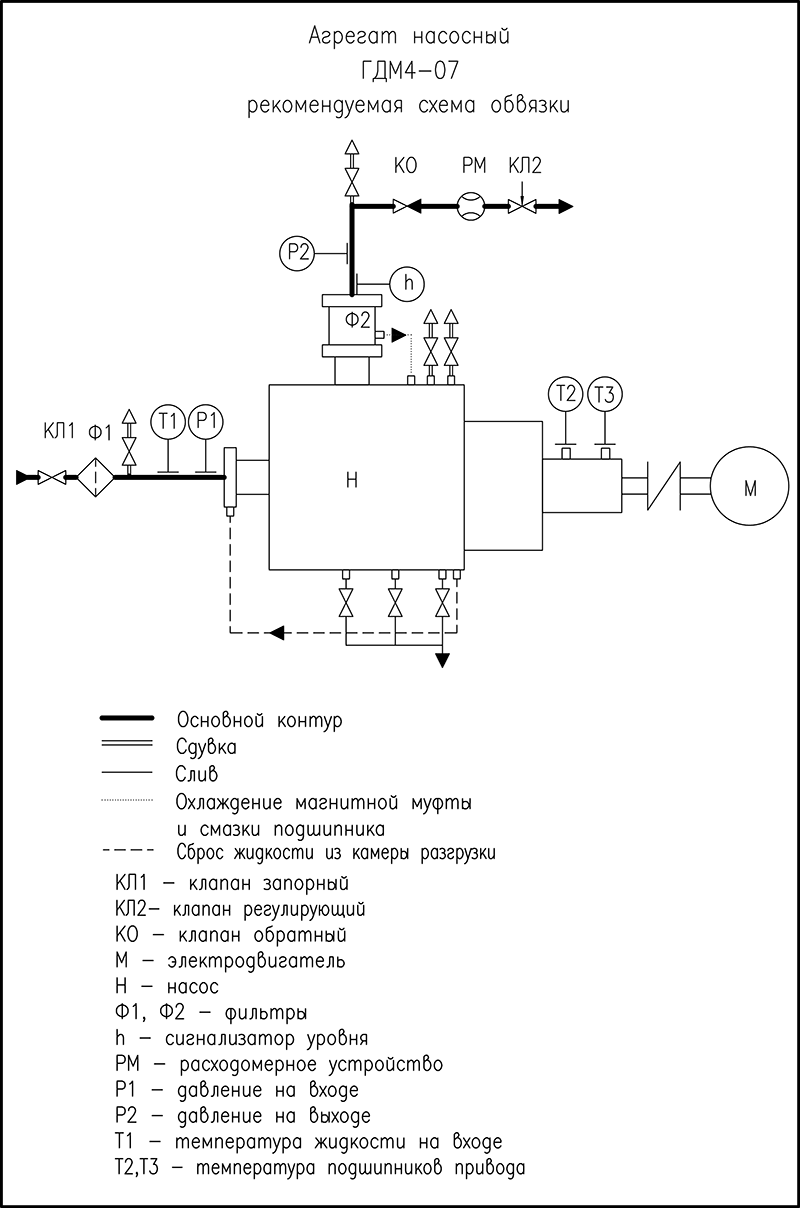 Агрегат насосный
ГДМ4-07
рекомендуемая схема обвязки
КО РМ КЛ2
Р2
h
Ф2
Т2 Т3
КЛ1 Ф1 Т1 Р1
Н
М
Основной контур
Сдувка
Слив
Охлаждение магнитной муфты
и смазки подшипника
Сброс жидкости из камеры разгрузки
КЛ1 – клапан запорный
КЛ2– клапан регулирующий
КО – клапан обратный
М – электродвигатель
Н – насос
Ф1, Ф2 – фильтры
h – сигнализатор уровня
РМ – расходомерное устройство
Р1 – давление на входе
Р2 – давление на выходе
Т1 – температура жидкости на входе
Т2,Т3 – температура подшипников привода